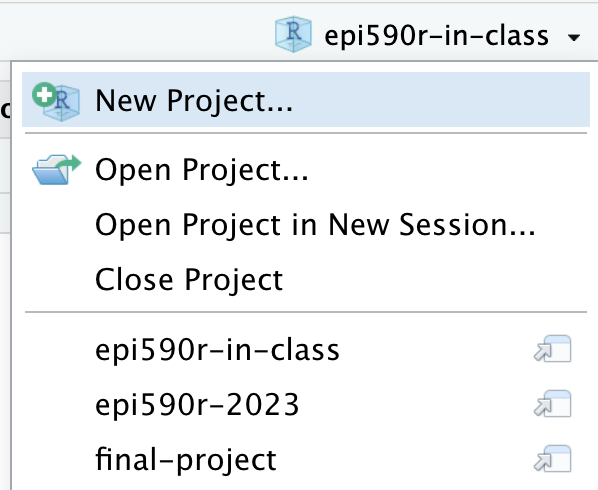 epi590r-in-class
New Project...
Open Project...
Open Project in New Session...
Close Project
epi590r-in-class
epi590r-2023
final-project